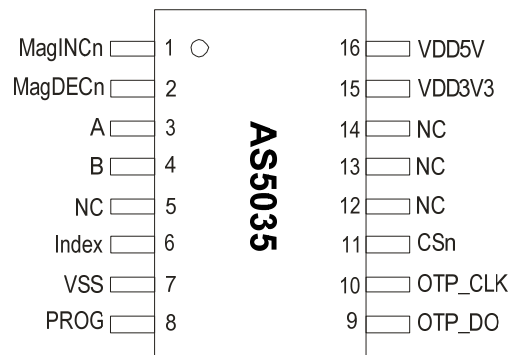 MagINCn 1 16 VDD5V
MagDECn 2 15 VDD3V3
A 3 14 NC
B 4 13 NC
NC 5 12 NC
Index 6 11 CSn
VSS 7 10 OTP_CLK
PROG 8 9 OTP_DO
AS5035